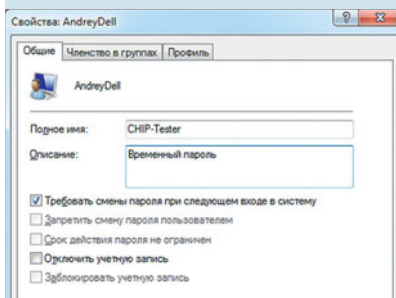 Свойства: AndreyDell
Общие Членство в группах Профиль
AndreyDell
Полное имя: CHIP-Tester
Описание: Временный пароль
Требовать смены пароля при следующем входе в систему
Запретить смену пароля пользователем
Срок действия пароля не ограничен
Отключить учетную запись
Заблокировать учетную запись